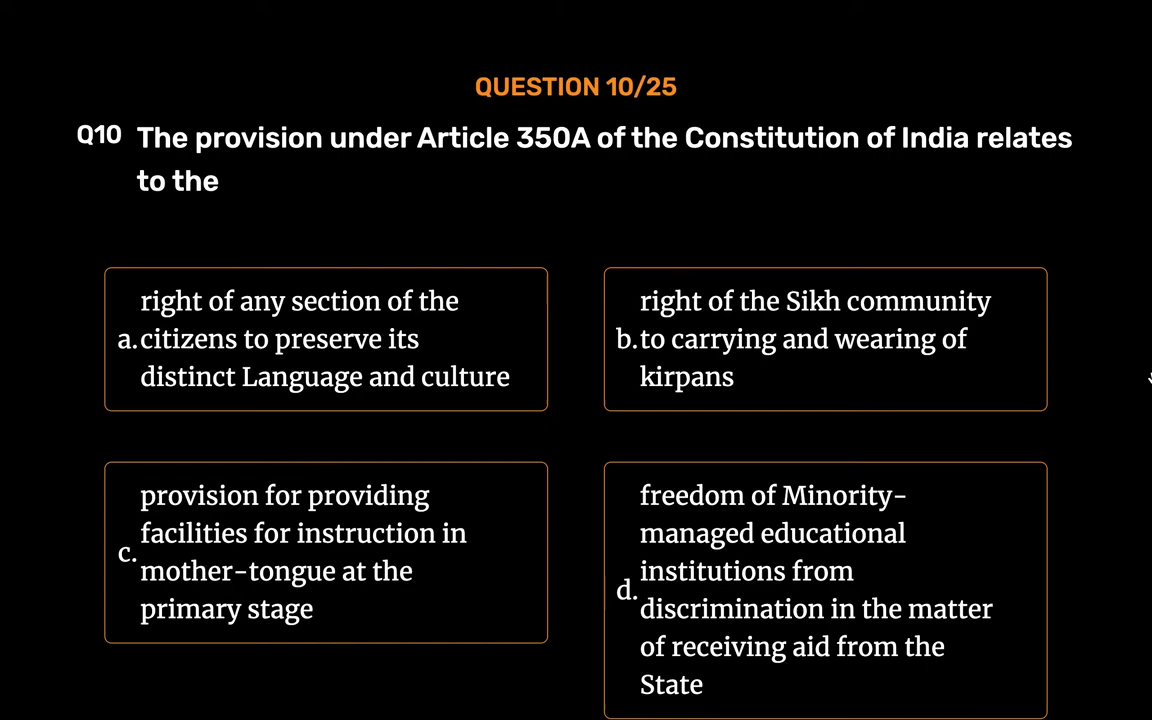 QUESTION 10/25
Q10 The provision under Article 350A of the Constitution of India relates
to the
a. right of any section of the
citizens to preserve its
distinct Language and culture
b. right of the Sikh community
to carrying and wearing of
kirpans
c. provision for providing
facilities for instruction in
mother-tongue at the
primary stage
d. freedom of Minority-
managed educational
institutions from
discrimination in the matter
of receiving aid from the
State